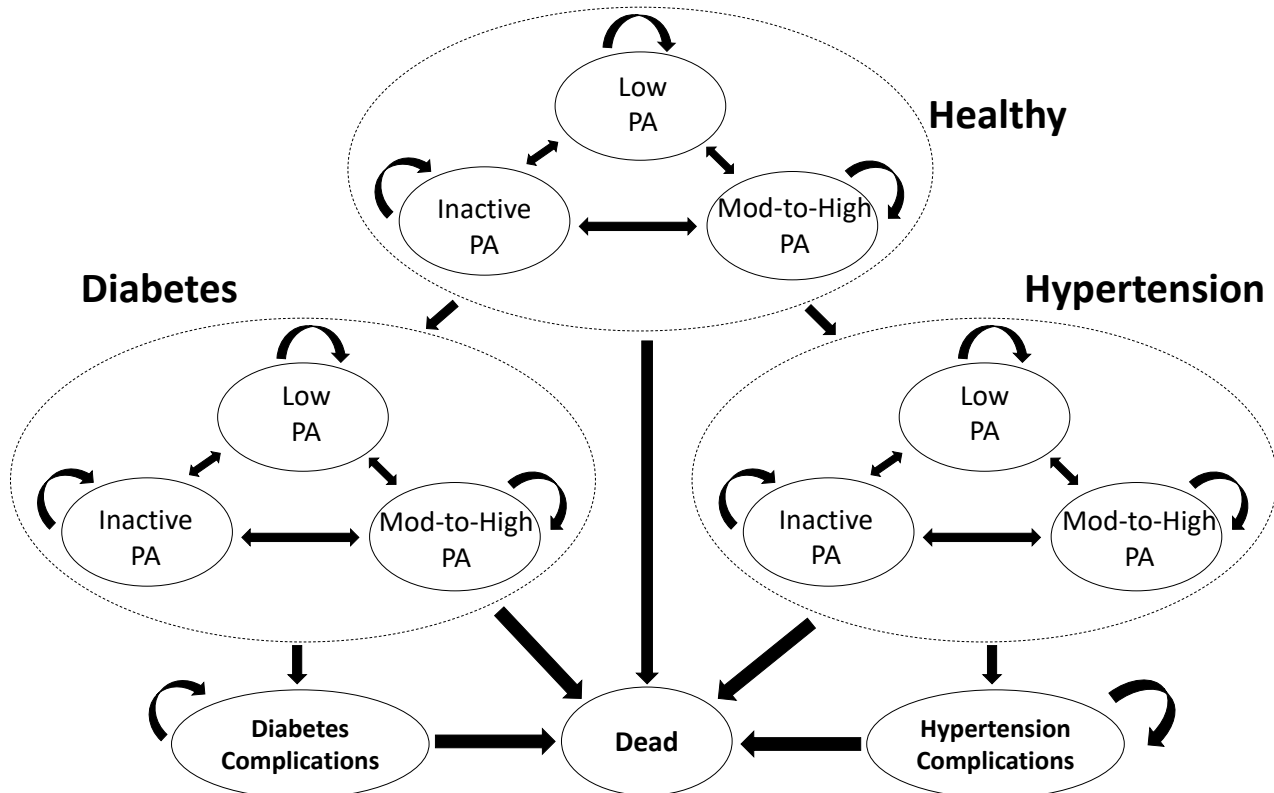 Low
PA
Healthy
Inactive
PA
Mod-to-High
PA
Diabetes
Hypertension
Low
PA
Inactive
PA
Mod-to-High
PA
Low
PA
Inactive
PA
Mod-to-High
PA
Diabetes
Complications
Dead
Hypertension
Complications